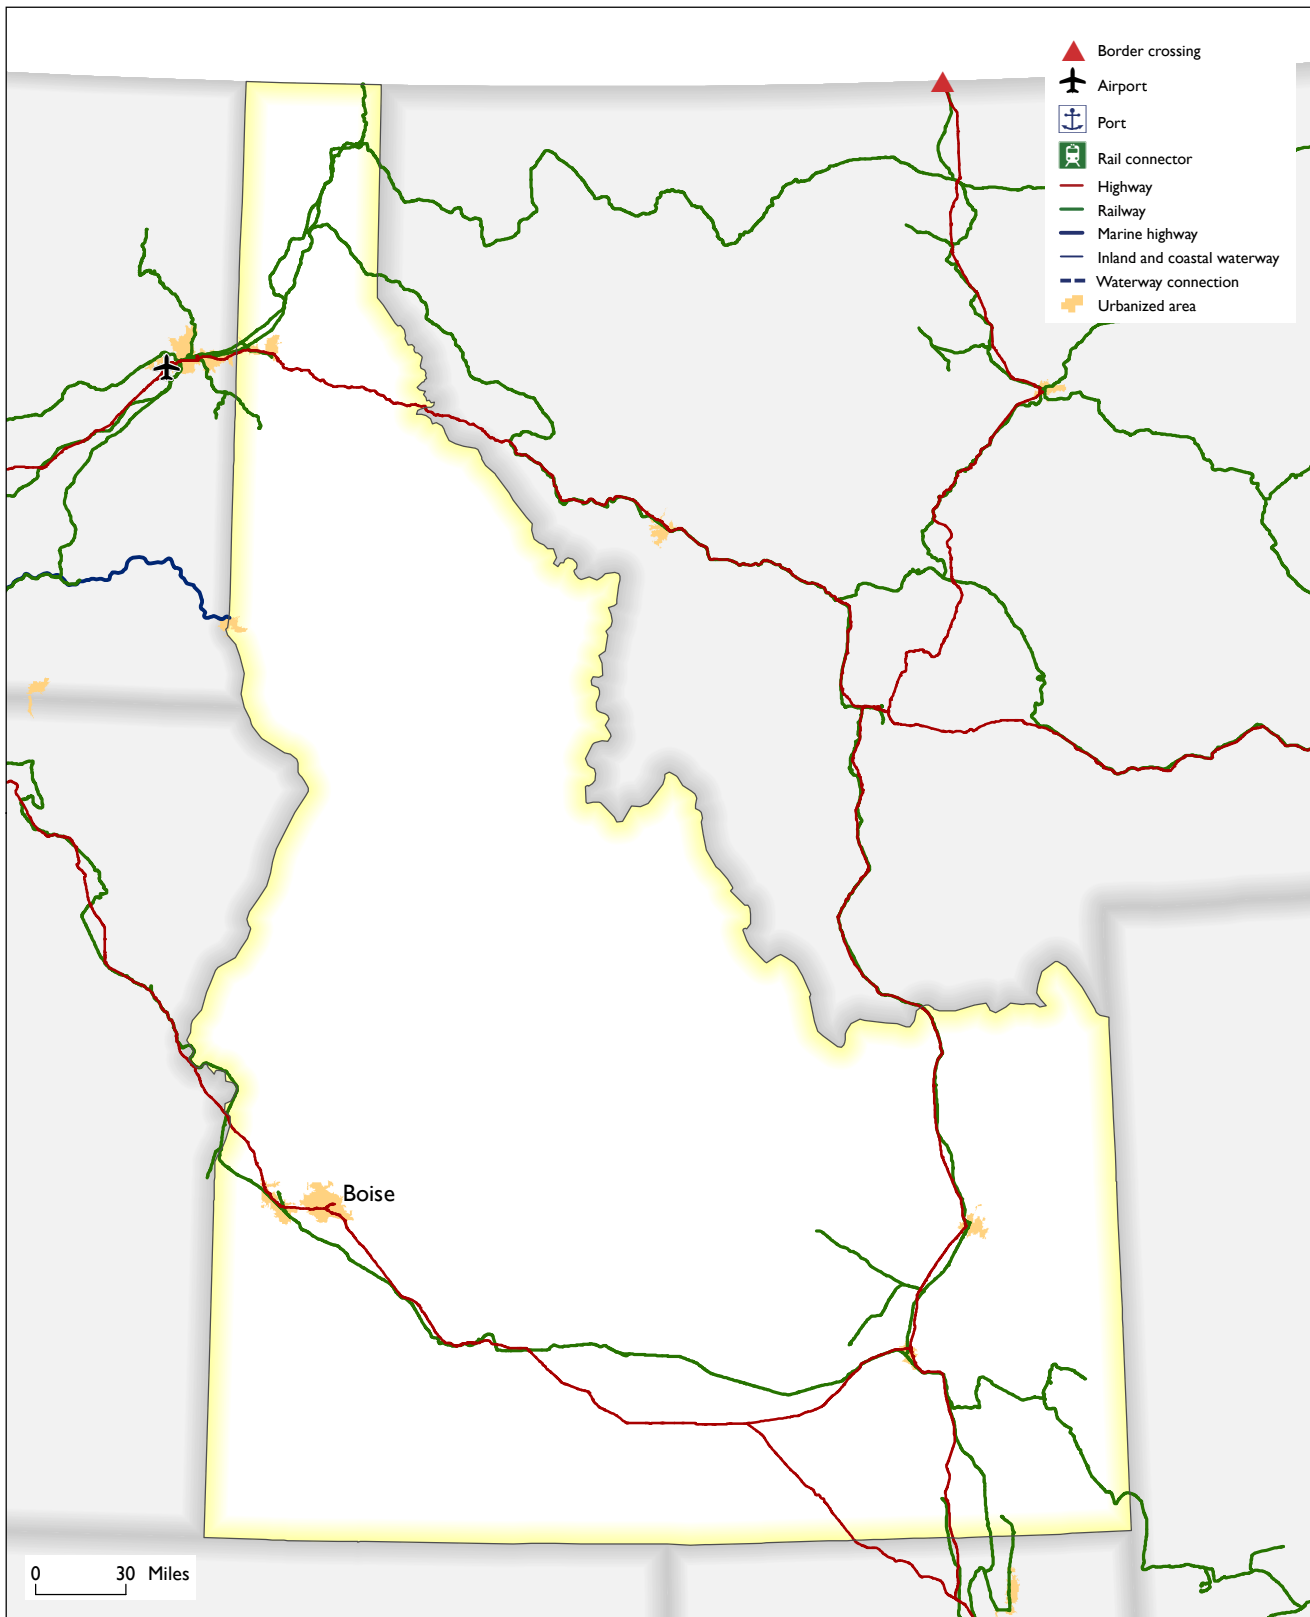 Border crossing
Airport
Port
Rail connector
Highway
Railway
Marine highway
Inland and coastal waterway
Waterway connection
Urbanized area
Boise
0 30 Miles